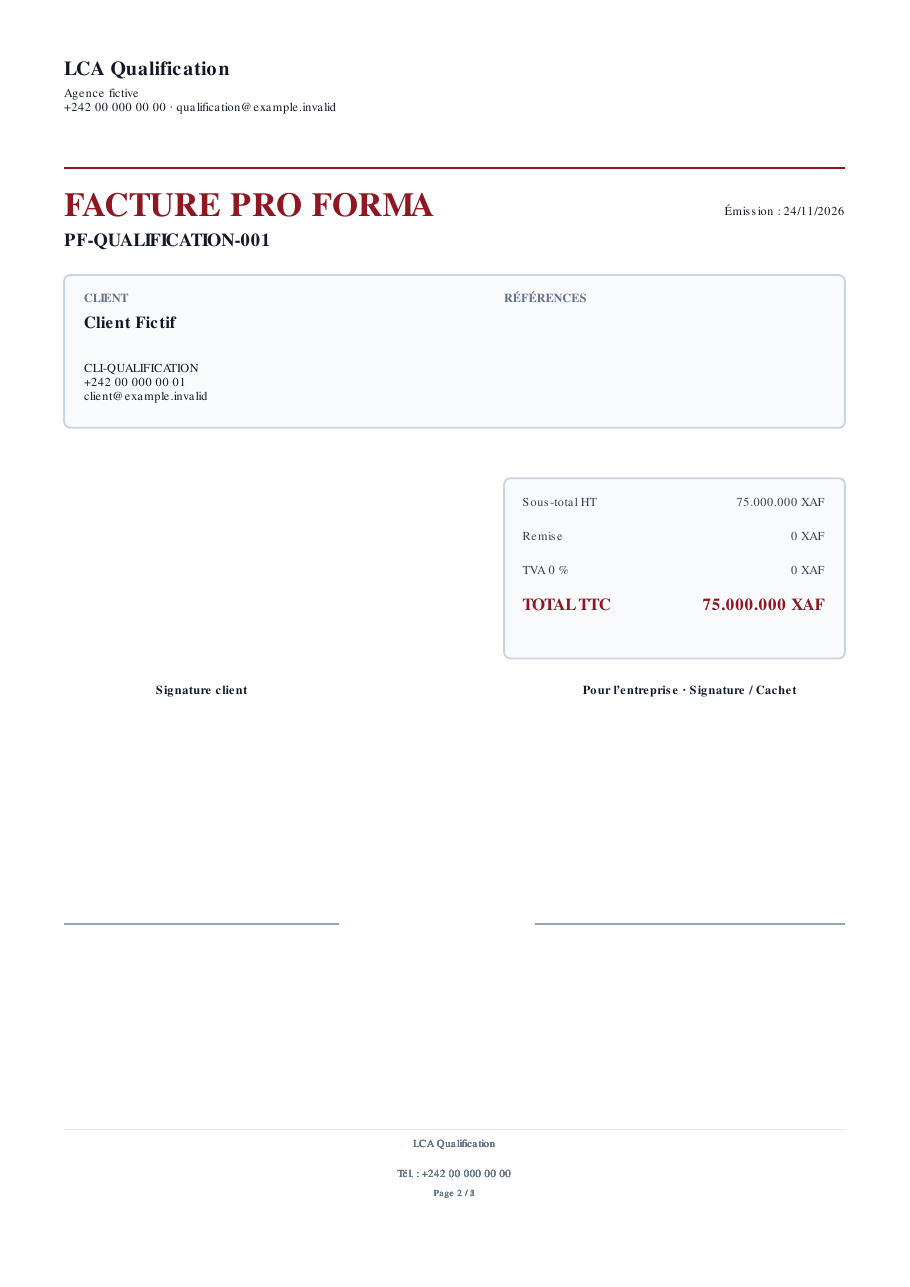 LCA Qualification
Agence fictive
+242 00 000 00 00 · qualification@example.invalid
FACTURE PRO FORMA
Émission : 24/11/2026
PF-QUALIFICATION-001
CLIENT
RÉFÉRENCES
Client Fictif
CLI-QUALIFICATION
+242 00 000 00 01
client@example.invalid
Sous-total HT 75.000.000 XAF
Remise 0 XAF
TVA 0 % 0 XAF
TOTAL TTC 75.000.000 XAF
Signature client
Pour l'entreprise · Signature / Cachet
LCA Qualification
Tél. : +242 00 000 00 00
Page 2 /